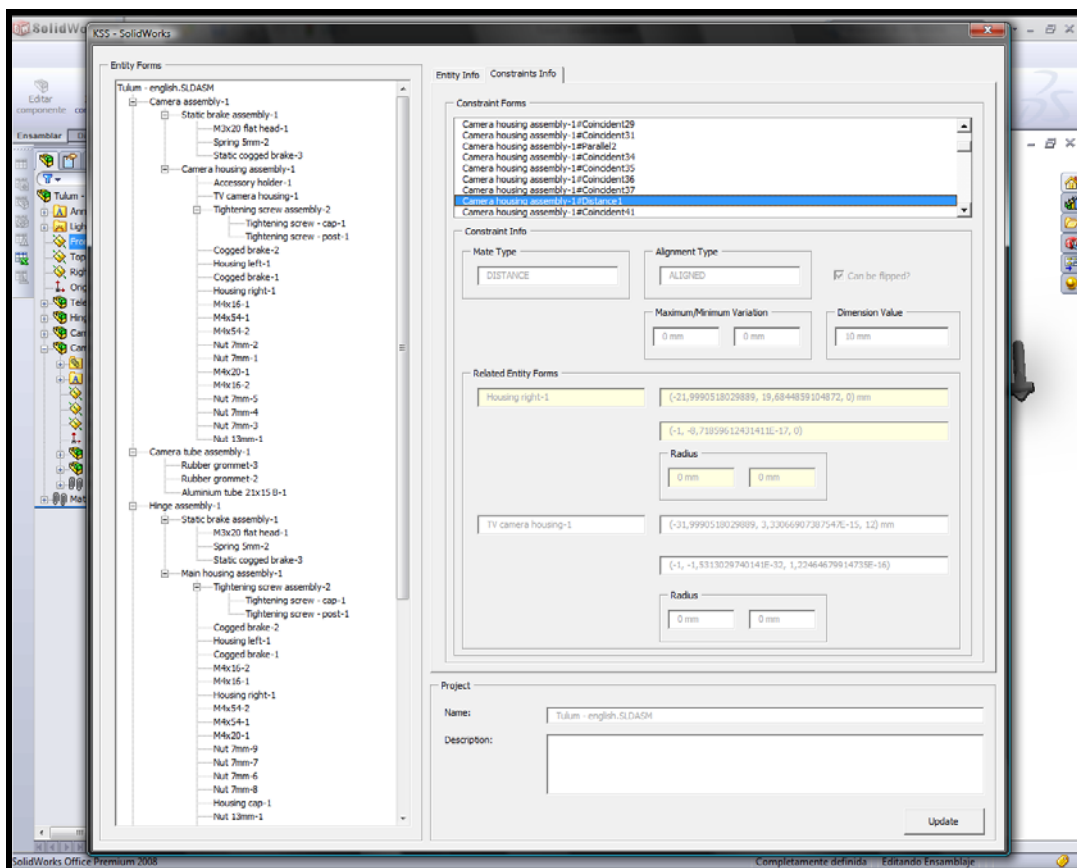 SolidWo
KSS - SolidWorks
Editar
componente
Ensamblar
Tulum -
Ann
Ligh
Fro
Top
Righ
Orig
Tele
Hing
Cam
Cam
Mat
Entity Forms
Tulum - english.SLDASM
Camera assembly-1
Static brake assembly-1
M3x20 flat head-1
Spring 5mm-2
Static cogged brake-3
Camera housing assembly-1
Accessory holder-1
TV camera housing-1
Tightening screw assembly-2
Tightening screw - cap-1
Tightening screw - post-1
Cogged brake-2
Housing left-1
Cogged brake-1
Housing right-1
M4x16-1
M4x54-1
M4x54-2
Nut 7mm-2
Nut 7mm-1
M4x20-1
M4x16-2
Nut 7mm-5
Nut 7mm-4
Nut 7mm-3
Nut 13mm-1
Camera tube assembly-1
Rubber grommet-3
Rubber grommet-2
Aluminium tube 21x15 B-1
Hinge assembly-1
Static brake assembly-1
M3x20 flat head-1
Spring 5mm-2
Static cogged brake-3
Main housing assembly-1
Tightening screw assembly-2
Tightening screw - cap-1
Tightening screw - post-1
Cogged brake-2
Housing left-1
Cogged brake-1
M4x16-2
M4x16-1
Housing right-1
M4x54-2
M4x54-1
M4x20-1
Nut 7mm-9
Nut 7mm-7
Nut 7mm-6
Nut 7mm-8
Housing cap-1
Nut 13mm-1
Entity Info Constraints Info
Constraint Forms
Camera housing assembly-1#Coincident29
Camera housing assembly-1#Coincident31
Camera housing assembly-1#Parallel2
Camera housing assembly-1#Coincident34
Camera housing assembly-1#Coincident35
Camera housing assembly-1#Coincident36
Camera housing assembly-1#Coincident37
Camera housing assembly-1#Distance1
Camera housing assembly-1#Coincident41
Constraint Info
Mate Type
DISTANCE
Alignment Type
ALIGNED
Can be flipped?
Maximum/Minimum Variation
0 mm 0 mm
Dimension Value
10 mm
Related Entity Forms
Housing right-1
(-21,9990518029889, 19,6844859104872, 0) mm
(-1, -8,71859612431411E-17, 0)
Radius
0 mm 0 mm
TV camera housing-1
(-31,9990518029889, 3,33066907387547E-15, 12) mm
(-1, -1,5313029740141E-32, 1,22464679914735E-16)
Radius
0 mm 0 mm
Project
Name:
Tulum - english.SLDASM
Description:
Update
SolidWorks Office Premium 2008
Completamente definida Editando Ensamblaje